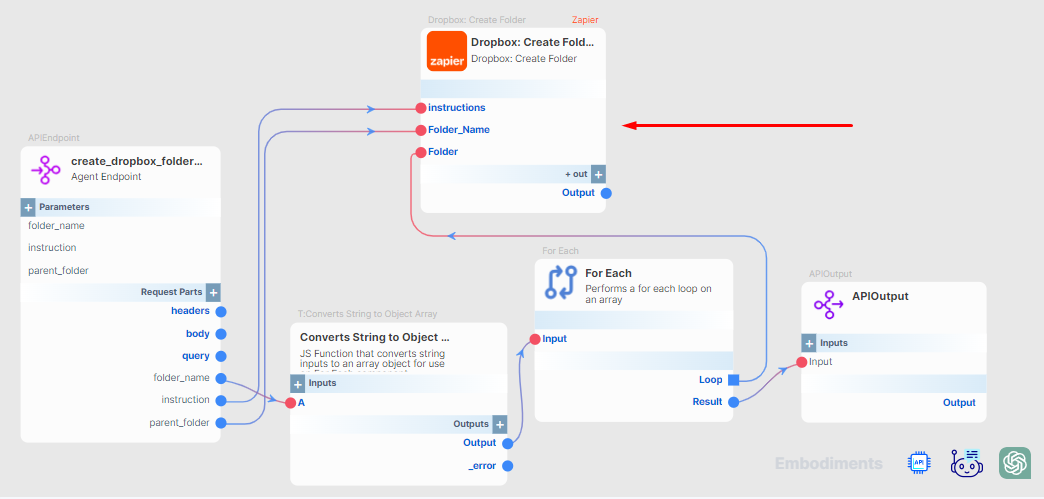 Dropbox: Create Folder
Zapier
zapier
Dropbox: Create Fold...
Dropbox: Create Folder
instructions
Folder_Name
Folder
+ out +
Output
APIEndpoint
create_dropbox_folder...
Agent Endpoint
+ Parameters
folder_name
instruction
parent_folder
Request Parts +
headers
body
query
folder_name
instruction
parent_folder
T:Converts String to Object Array
Converts String to Object ...
JS Function that converts string
inputs to an array object for use
+ Inputs
A
Outputs +
Output
_error
For Each
For Each
Performs a for each loop on
an array
Input
Loop
Result
APIOutput
APIOutput
+ Inputs
Input
Output
Embodiments
API